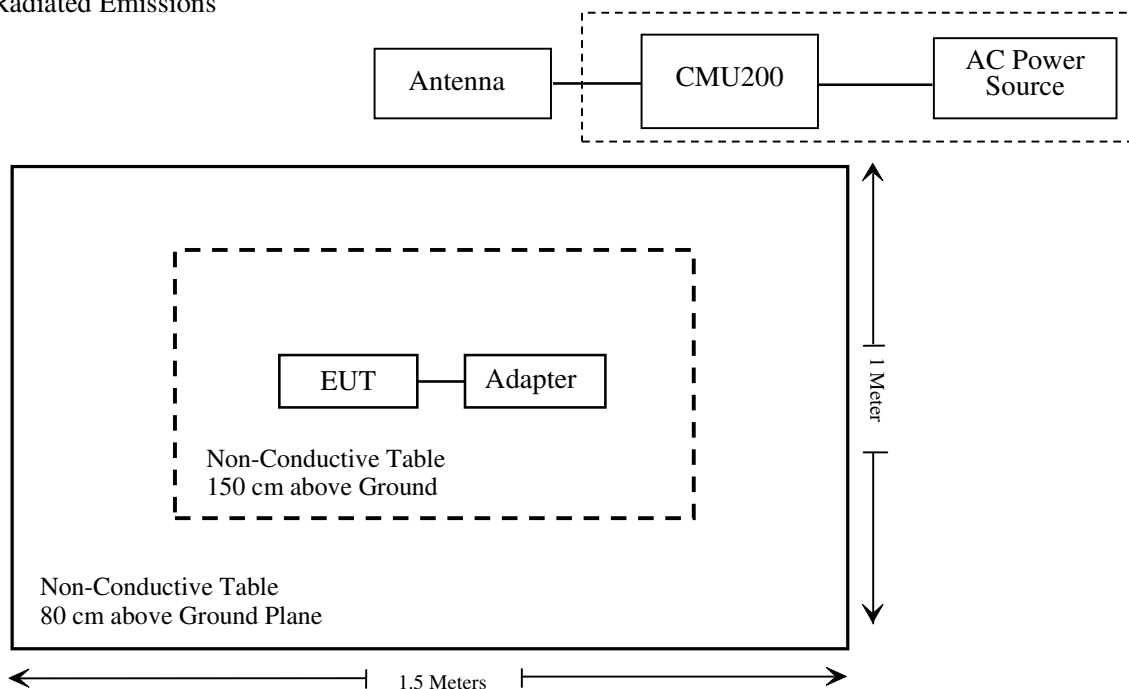 Radiated Emissions
Antenna
CMU200
AC Power
Source
EUT
Adapter
Non-Conductive Table
150 cm above Ground
Non-Conductive Table
80 cm above Ground Plane
1 Meter
1.5 Meters